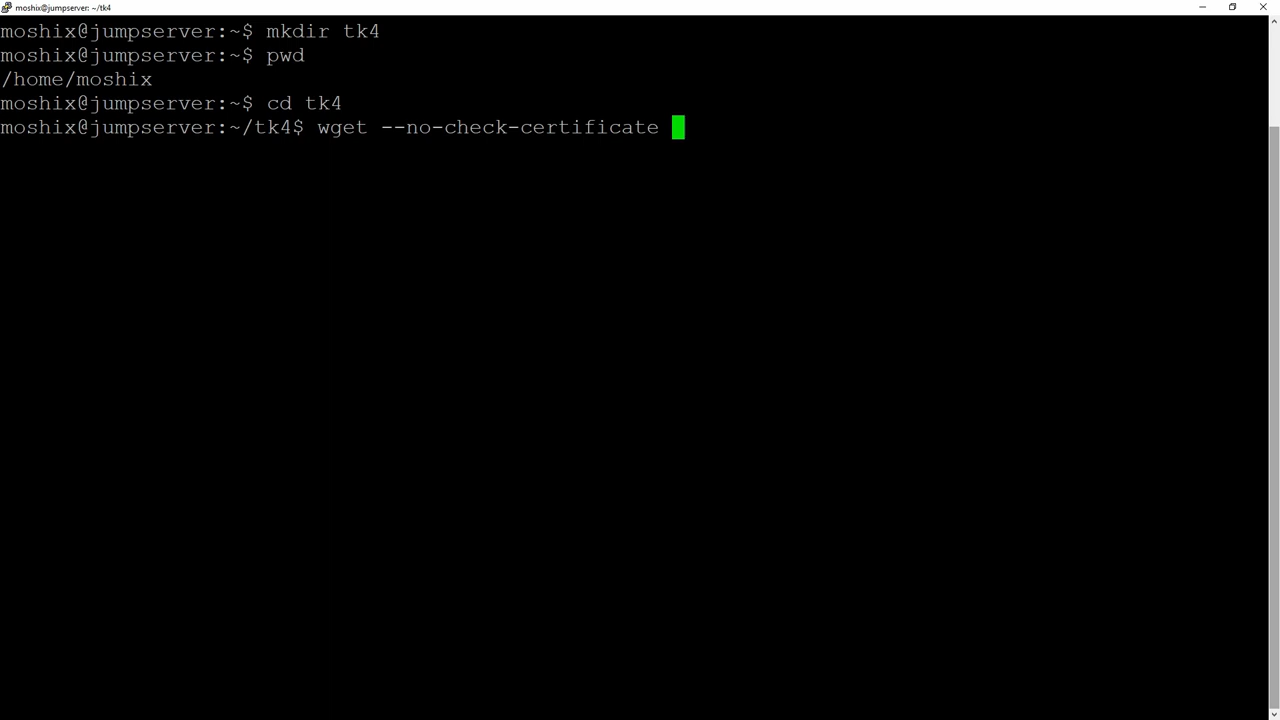 moshix@jumpserver: ~/tk4
moshix@jumpserver:~$ mkdir tk4
moshix@jumpserver:~$ pwd
/home/moshix
moshix@jumpserver:~$ cd tk4
moshix@jumpserver:~/tk4$ wget --no-check-certificate